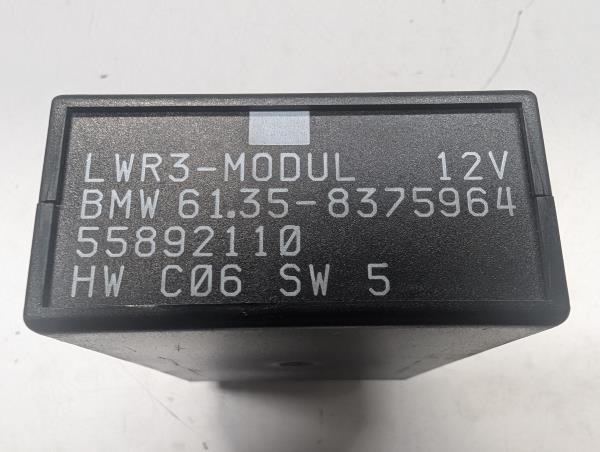 LWR3-MODUL 12V
BMW 61.35-8375964
55892110
HW C06 SW 5